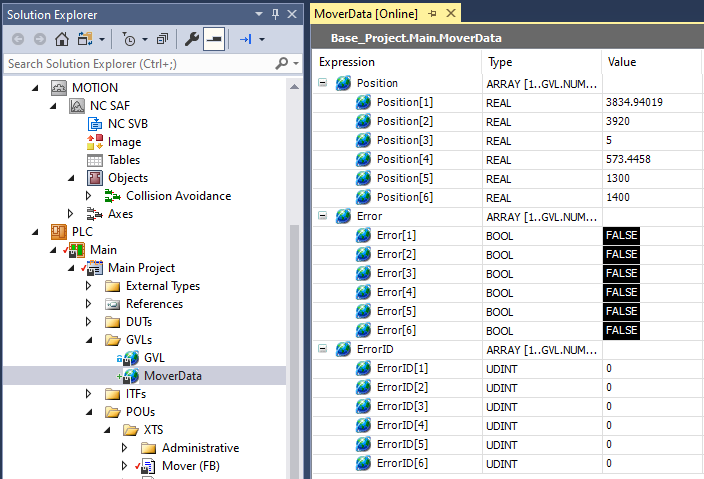 Solution Explorer
Search Solution Explorer (Ctrl+;)
MOTION
NC SAF
NC SVB
Image
Tables
Objects
Collision Avoidance
Axes
PLC
Main
Main Project
External Types
References
DUTs
GVLs
GVL
MoverData
ITFs
POUs
XTS
Administrative
Mover (FB)
MoverData [Online]
Base_Project.Main.MoverData
Expression Type Value
Position ARRAY [1..GVL.NUM...
Position[1] REAL 3834.94019
Position[2] REAL 3920
Position[3] REAL 5
Position[4] REAL 573.4458
Position[5] REAL 1300
Position[6] REAL 1400
Error ARRAY [1..GVL.NUM...
Error[1] BOOL FALSE
Error[2] BOOL FALSE
Error[3] BOOL FALSE
Error[4] BOOL FALSE
Error[5] BOOL FALSE
Error[6] BOOL FALSE
ErrorID ARRAY [1..GVL.NUM...
ErrorID[1] UDINT 0
ErrorID[2] UDINT 0
ErrorID[3] UDINT 0
ErrorID[4] UDINT 0
ErrorID[5] UDINT 0
ErrorID[6] UDINT 0